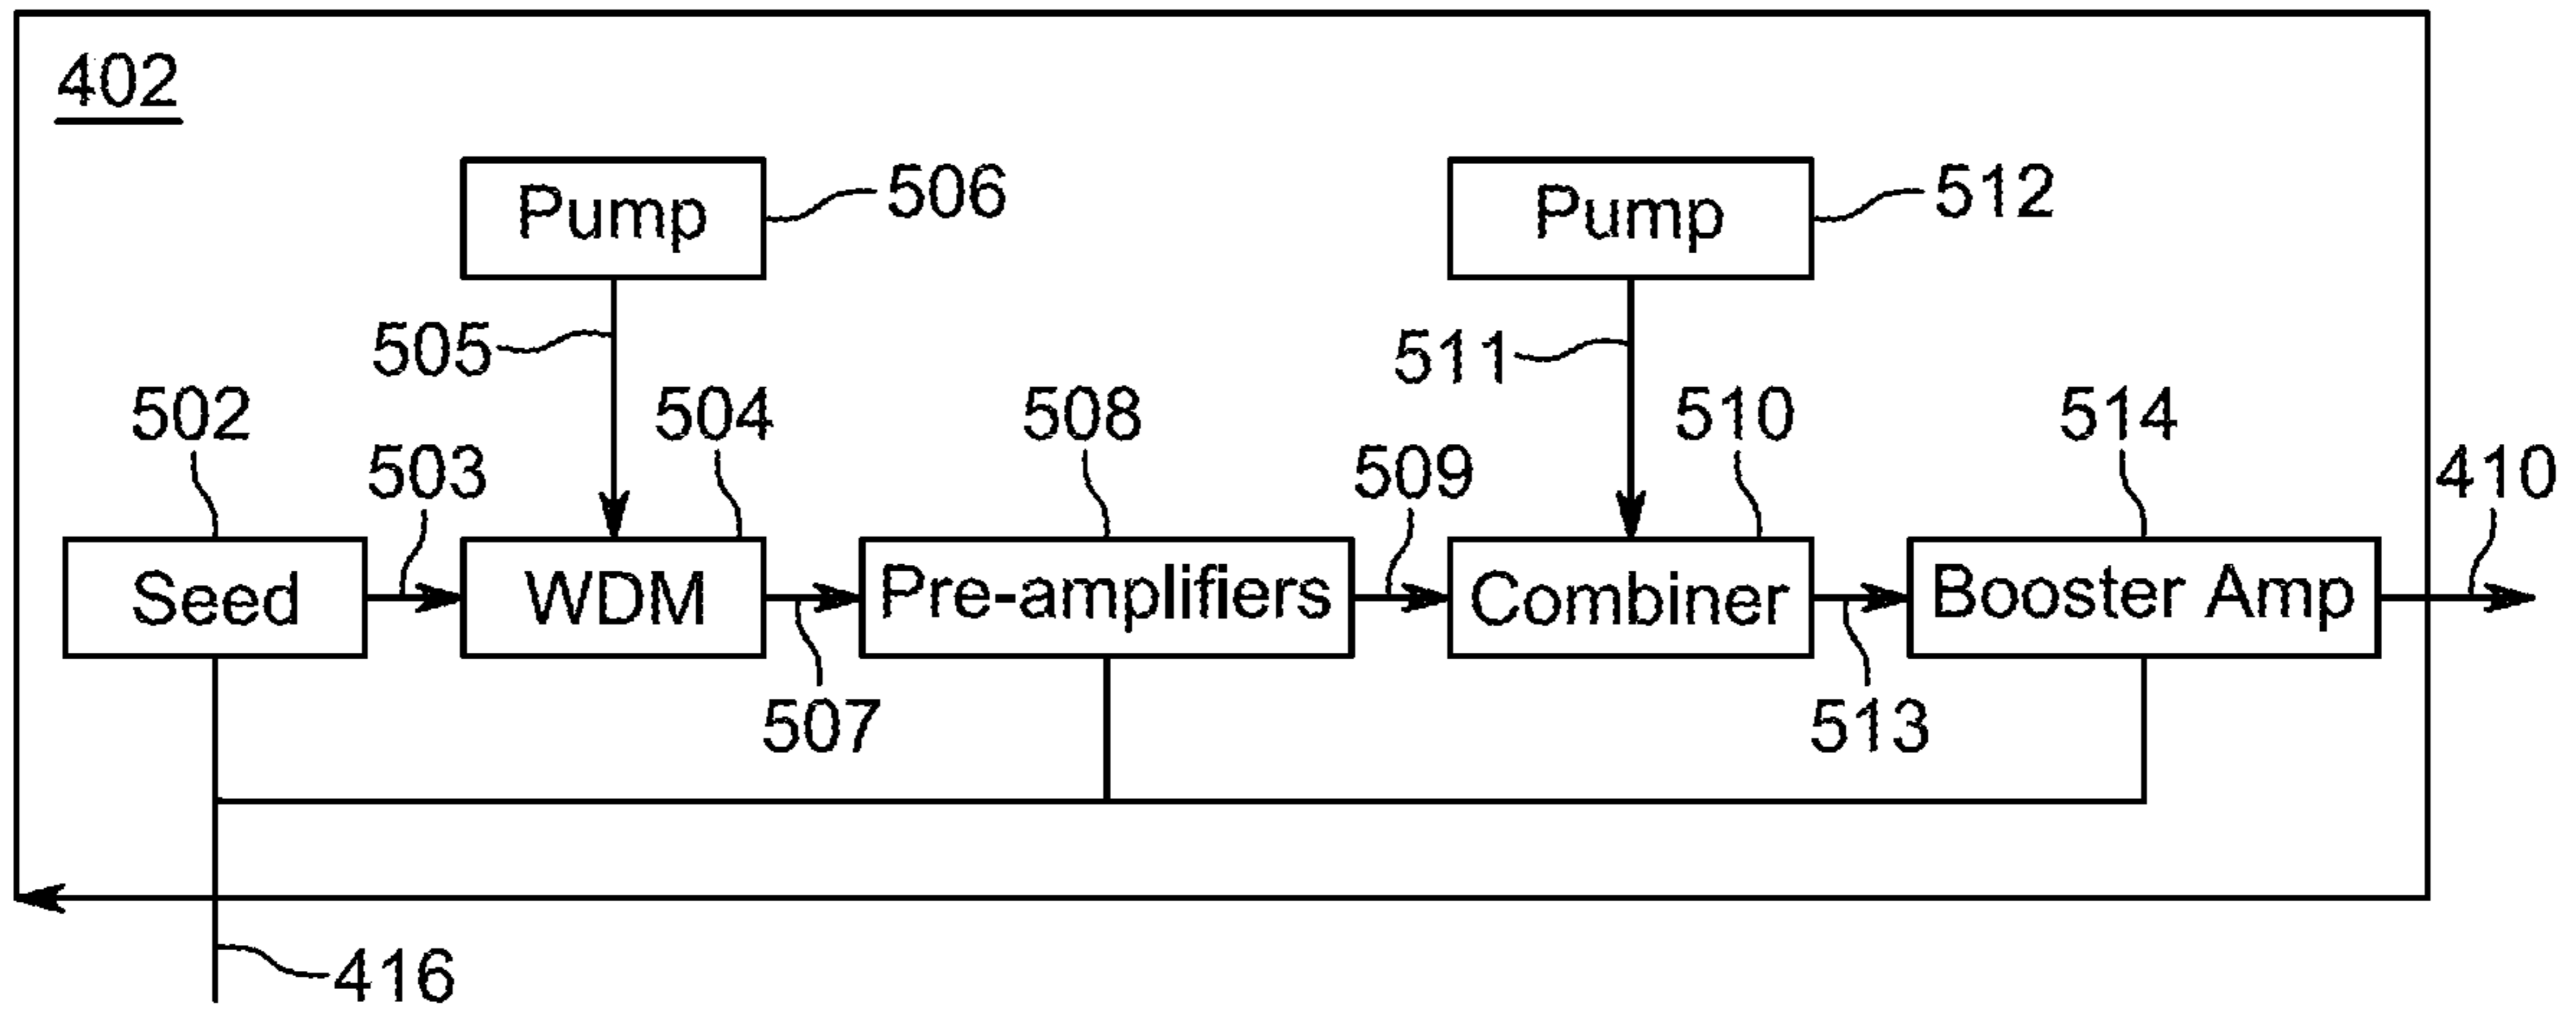 402
Pump
506
Pump
512
505
511
502
503
504
508
509
510
514
410
Seed
WDM
Pre-amplifiers
Combiner
Booster Amp
507
513
416